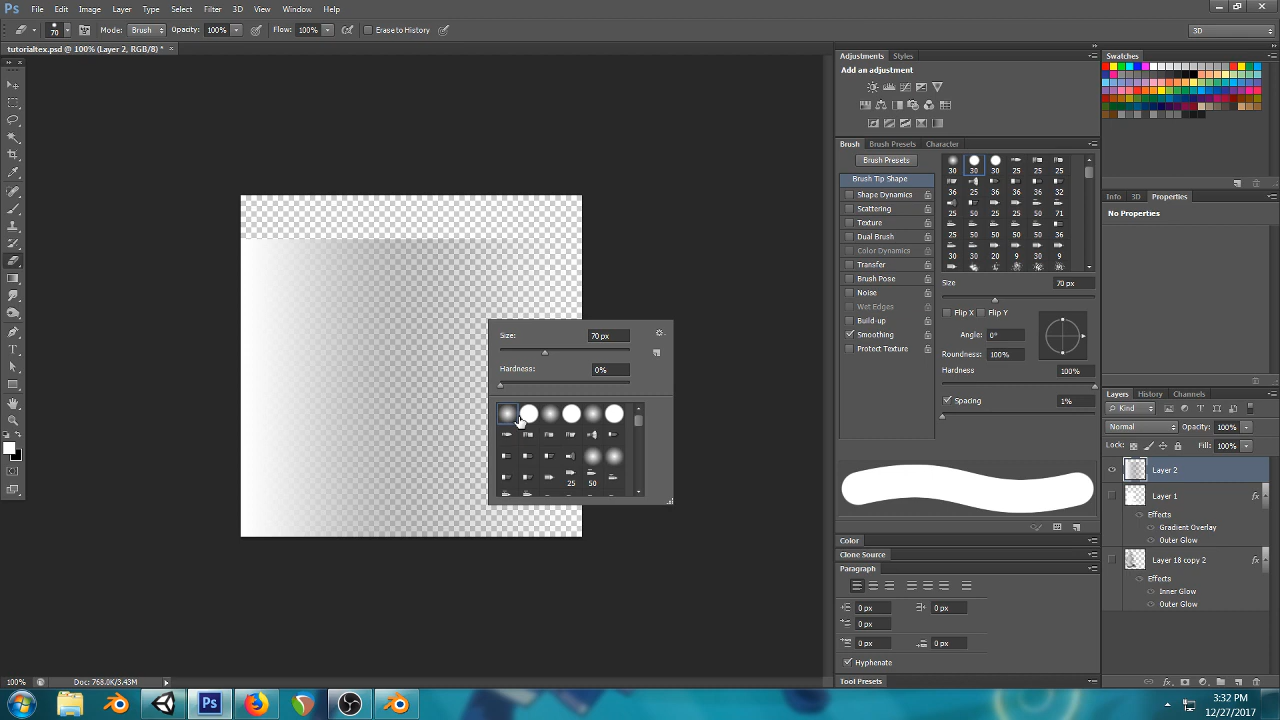 Ps File Edit Image Layer Type Select Filter 3D View Window Help
70 Mode: Brush Opacity: 100% Flow: 100% Erase to History 3D
tutorialtex.psd @ 100% (Layer 2, RGB/8) * ×
Adjustments Styles
Add an adjustment
Swatches
Brush Brush Presets Character
Brush Presets
Brush Tip Shape
Shape Dynamics
Scattering
Texture
Dual Brush
Color Dynamics
Transfer
Brush Pose
Noise
Wet Edges
Build-up
Smoothing
Protect Texture
30 30 30 25 25 25
36 25 36 36 36 32
25 50 25 25 50 71
25 50 50 50 50 36
30 30 20 9 30 9
Size 70 px
Flip X Flip Y
Angle: 0°
Roundness: 100%
Hardness 100%
Spacing 1%
Info 3D Properties
No Properties
Size: 70 px
Hardness: 0%
25 50
Layers History Channels
Kind
Normal Opacity: 100%
Lock: Fill: 100%
Layer 2
Layer 1 fx
Effects
Gradient Overlay
Outer Glow
Layer 18 copy 2 fx
Effects
Inner Glow
Outer Glow
Color
Clone Source
Paragraph
0 px 0 px
0 px
0 px 0 px
Hyphenate
Tool Presets
100% Doc: 768.0K/3.43M
Ps
3:32 PM
12/27/2017